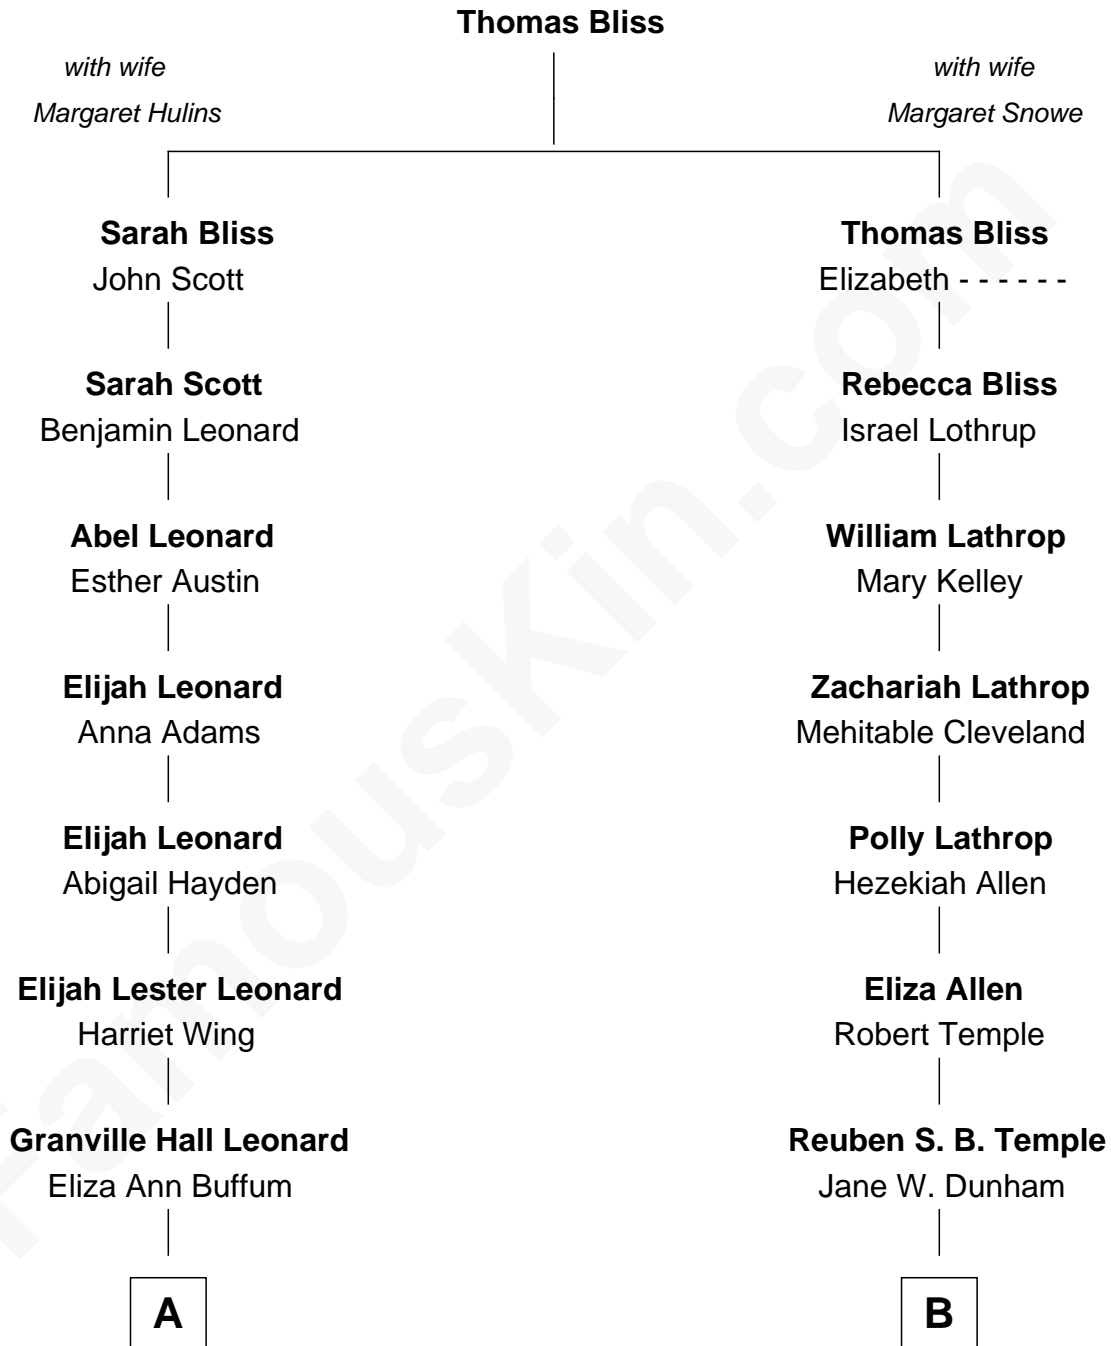 Thomas Bliss
with wife
Margaret Hulins
with wife
Margaret Snowe
Sarah Bliss
John Scott
Thomas Bliss
Elizabeth - - - - - -
Sarah Scott
Benjamin Leonard
Rebecca Bliss
Israel Lothrup
Abel Leonard
Esther Austin
William Lathrop
Mary Kelley
Elijah Leonard
Anna Adams
Zachariah Lathrop
Mehitable Cleveland
Elijah Leonard
Abigail Hayden
Polly Lathrop
Hezekiah Allen
Elijah Lester Leonard
Harriet Wing
Eliza Allen
Robert Temple
Granville Hall Leonard
Eliza Ann Buffum
Reuben S. B. Temple
Jane W. Dunham
A
B
FamousKin.com